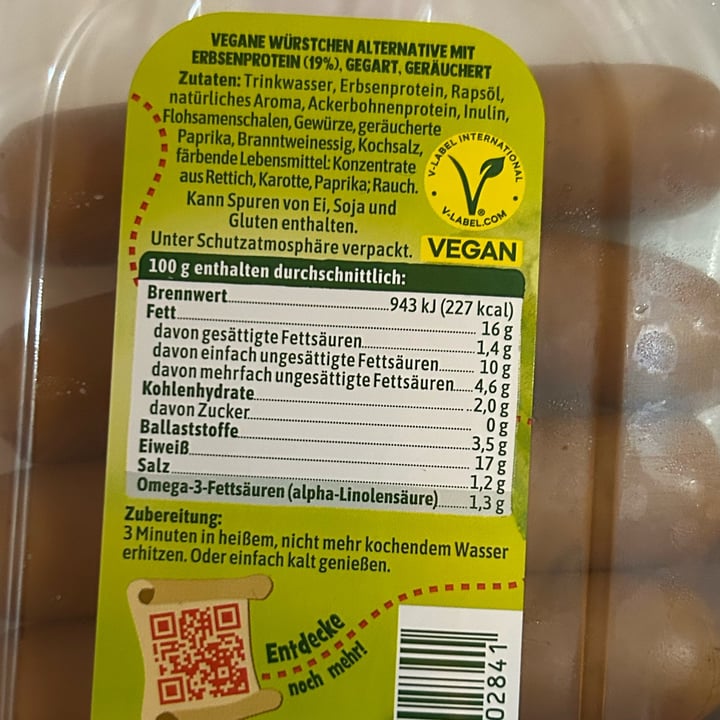 VEGANE WÜRSTCHEN ALTERNATIVE MIT
ERBSENPROTEIN (19%), GEGART, GERÄUCHERT
Zutaten: Trinkwasser, Erbsenprotein, Rapsöl,
natürliches Aroma, Ackerbohnenprotein, Inulin,
Flohsamenschalen, Gewürze, geräucherte
Paprika, Branntweinessig, Kochsalz,
färbende Lebensmittel: Konzentrate
aus Rettich, Karotte, Paprika; Rauch.
Kann Spuren von Ei, Soja und
Gluten enthalten.
Unter Schutzatmosphäre verpackt.
V-LABEL INTERNATIONAL
®
V-LABEL.COM
VEGAN
100 g enthalten durchschnittlich:
Brennwert 943 kJ (227 kcal)
Fett 16 g
davon gesättigte Fettsäuren 1,4 g
davon einfach ungesättigte Fettsäuren 10 g
davon mehrfach ungesättigte Fettsäuren 4,6 g
Kohlenhydrate 2,0 g
davon Zucker 0 g
Ballaststoffe 3,5 g
Eiweiß 17 g
Salz 1,2 g
Omega-3-Fettsäuren (alpha-Linolensäure) 1,3 g
Zubereitung:
3 Minuten in heißem, nicht mehr kochendem Wasser
erhitzen. Oder einfach kalt genießen.
Entdecke
noch mehr!
02841